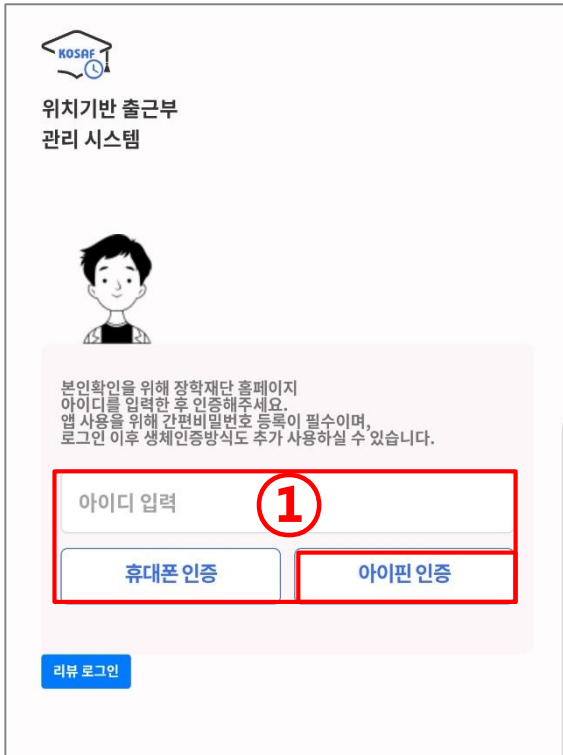 KOSAF
위치기반 출근부
관리 시스템
본인확인을 위해 장학재단 홈페이지
아이디를 입력한 후 인증해주세요.
앱 사용을 위해 간편비밀번호 등록이 필수이며,
로그인 이후 생체인증방식도 추가 사용하실 수 있습니다.
아이디 입력
①
휴대폰 인증
아이핀 인증
리뷰 로그인